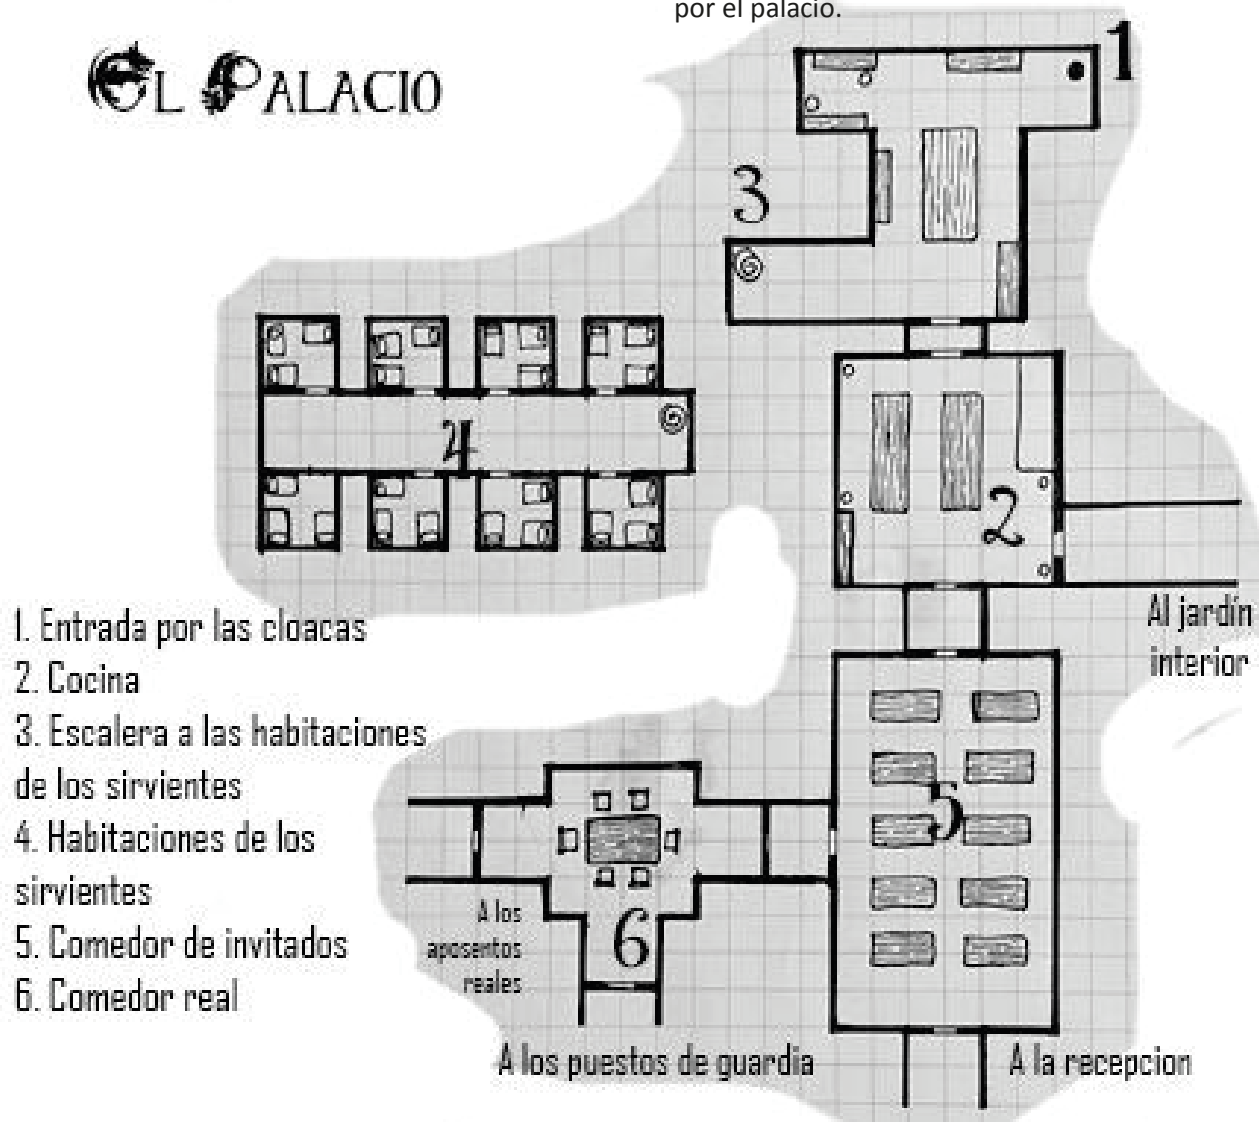 por el palacio.
El Palacio
1
3
4
2
1. Entrada por las cloacas
2. Cocina
3. Escalera a las habitaciones
de los sirvientes
4. Habitaciones de los
sirvientes
5. Comedor de invitados
6. Comedor real
Al jardín
interior
5
6
A los
aposentos
reales
A los puestos de guardia
A la recepcion